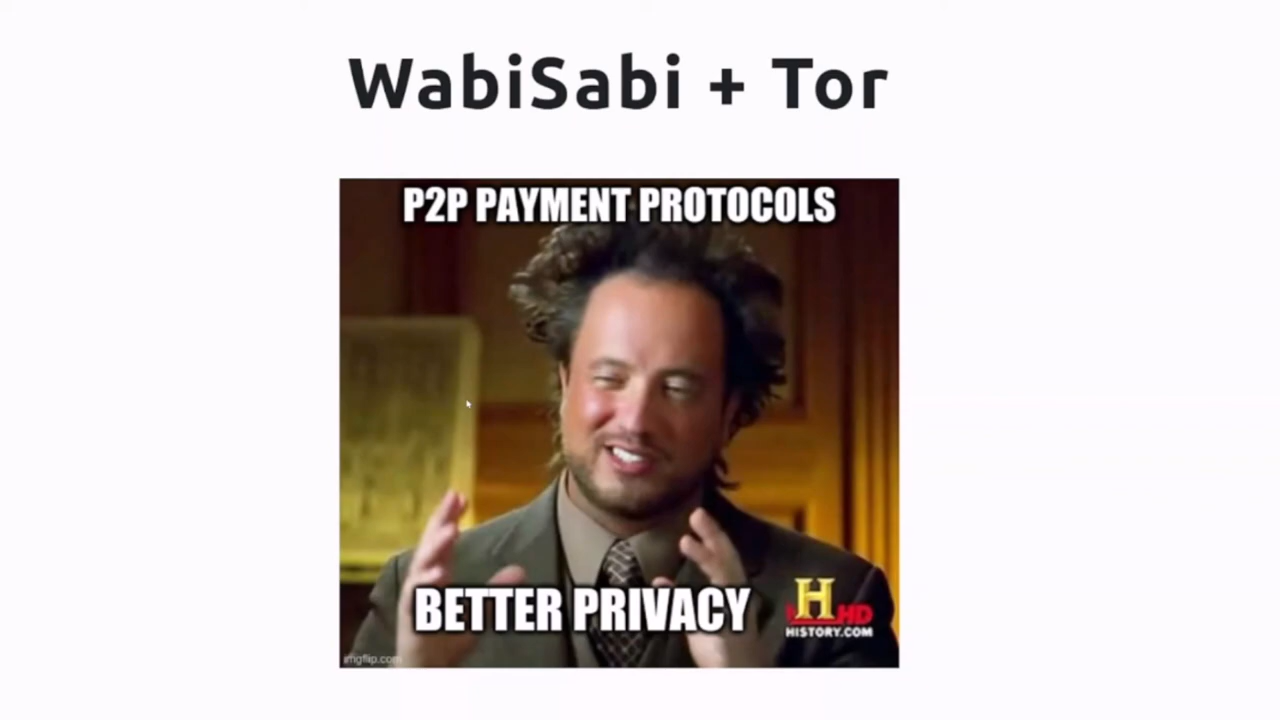 WabiSabi + Tor
P2P PAYMENT PROTOCOLS
BETTER PRIVACY
H HD
HISTORY.COM
imgflip.com